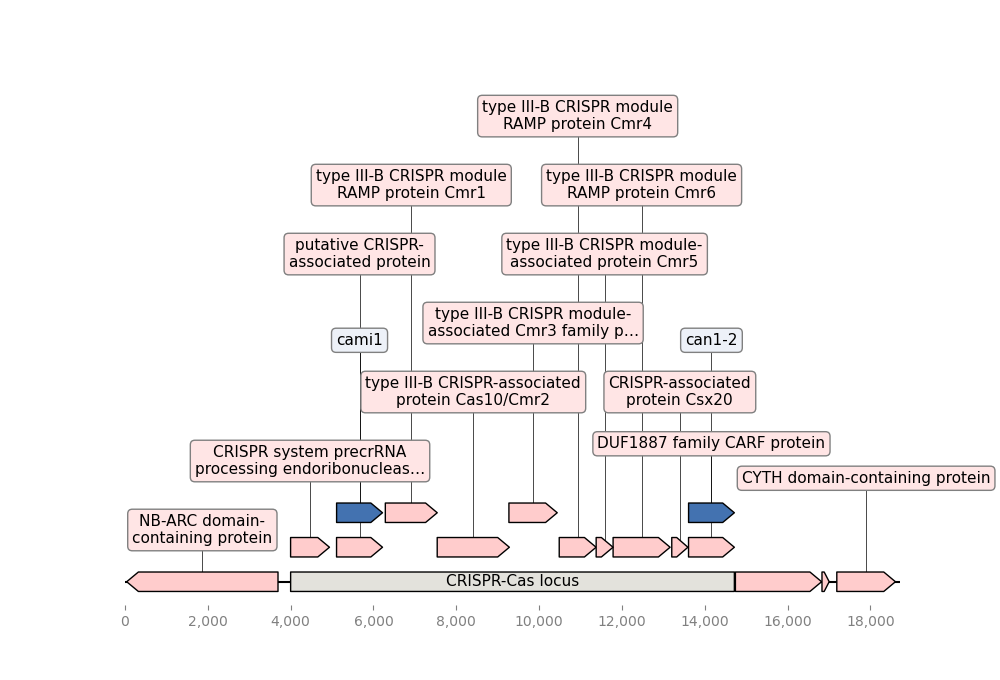 type III-B CRISPR module
RAMP protein Cmr4
type III-B CRISPR module
RAMP protein Cmr1
type III-B CRISPR module
RAMP protein Cmr6
putative CRISPR-
associated protein
type III-B CRISPR module-
associated protein Cmr5
type III-B CRISPR module-
associated Cmr3 family p…
cami1
can1-2
type III-B CRISPR-associated
protein Cas10/Cmr2
CRISPR-associated
protein Csx20
DUF1887 family CARF protein
CRISPR system precrRNA
processing endoribonucleas…
CYTH domain-containing protein
NB-ARC domain-
containing protein
CRISPR-Cas locus
0
2,000
4,000
6,000
8,000
10,000
12,000
14,000
16,000
18,000